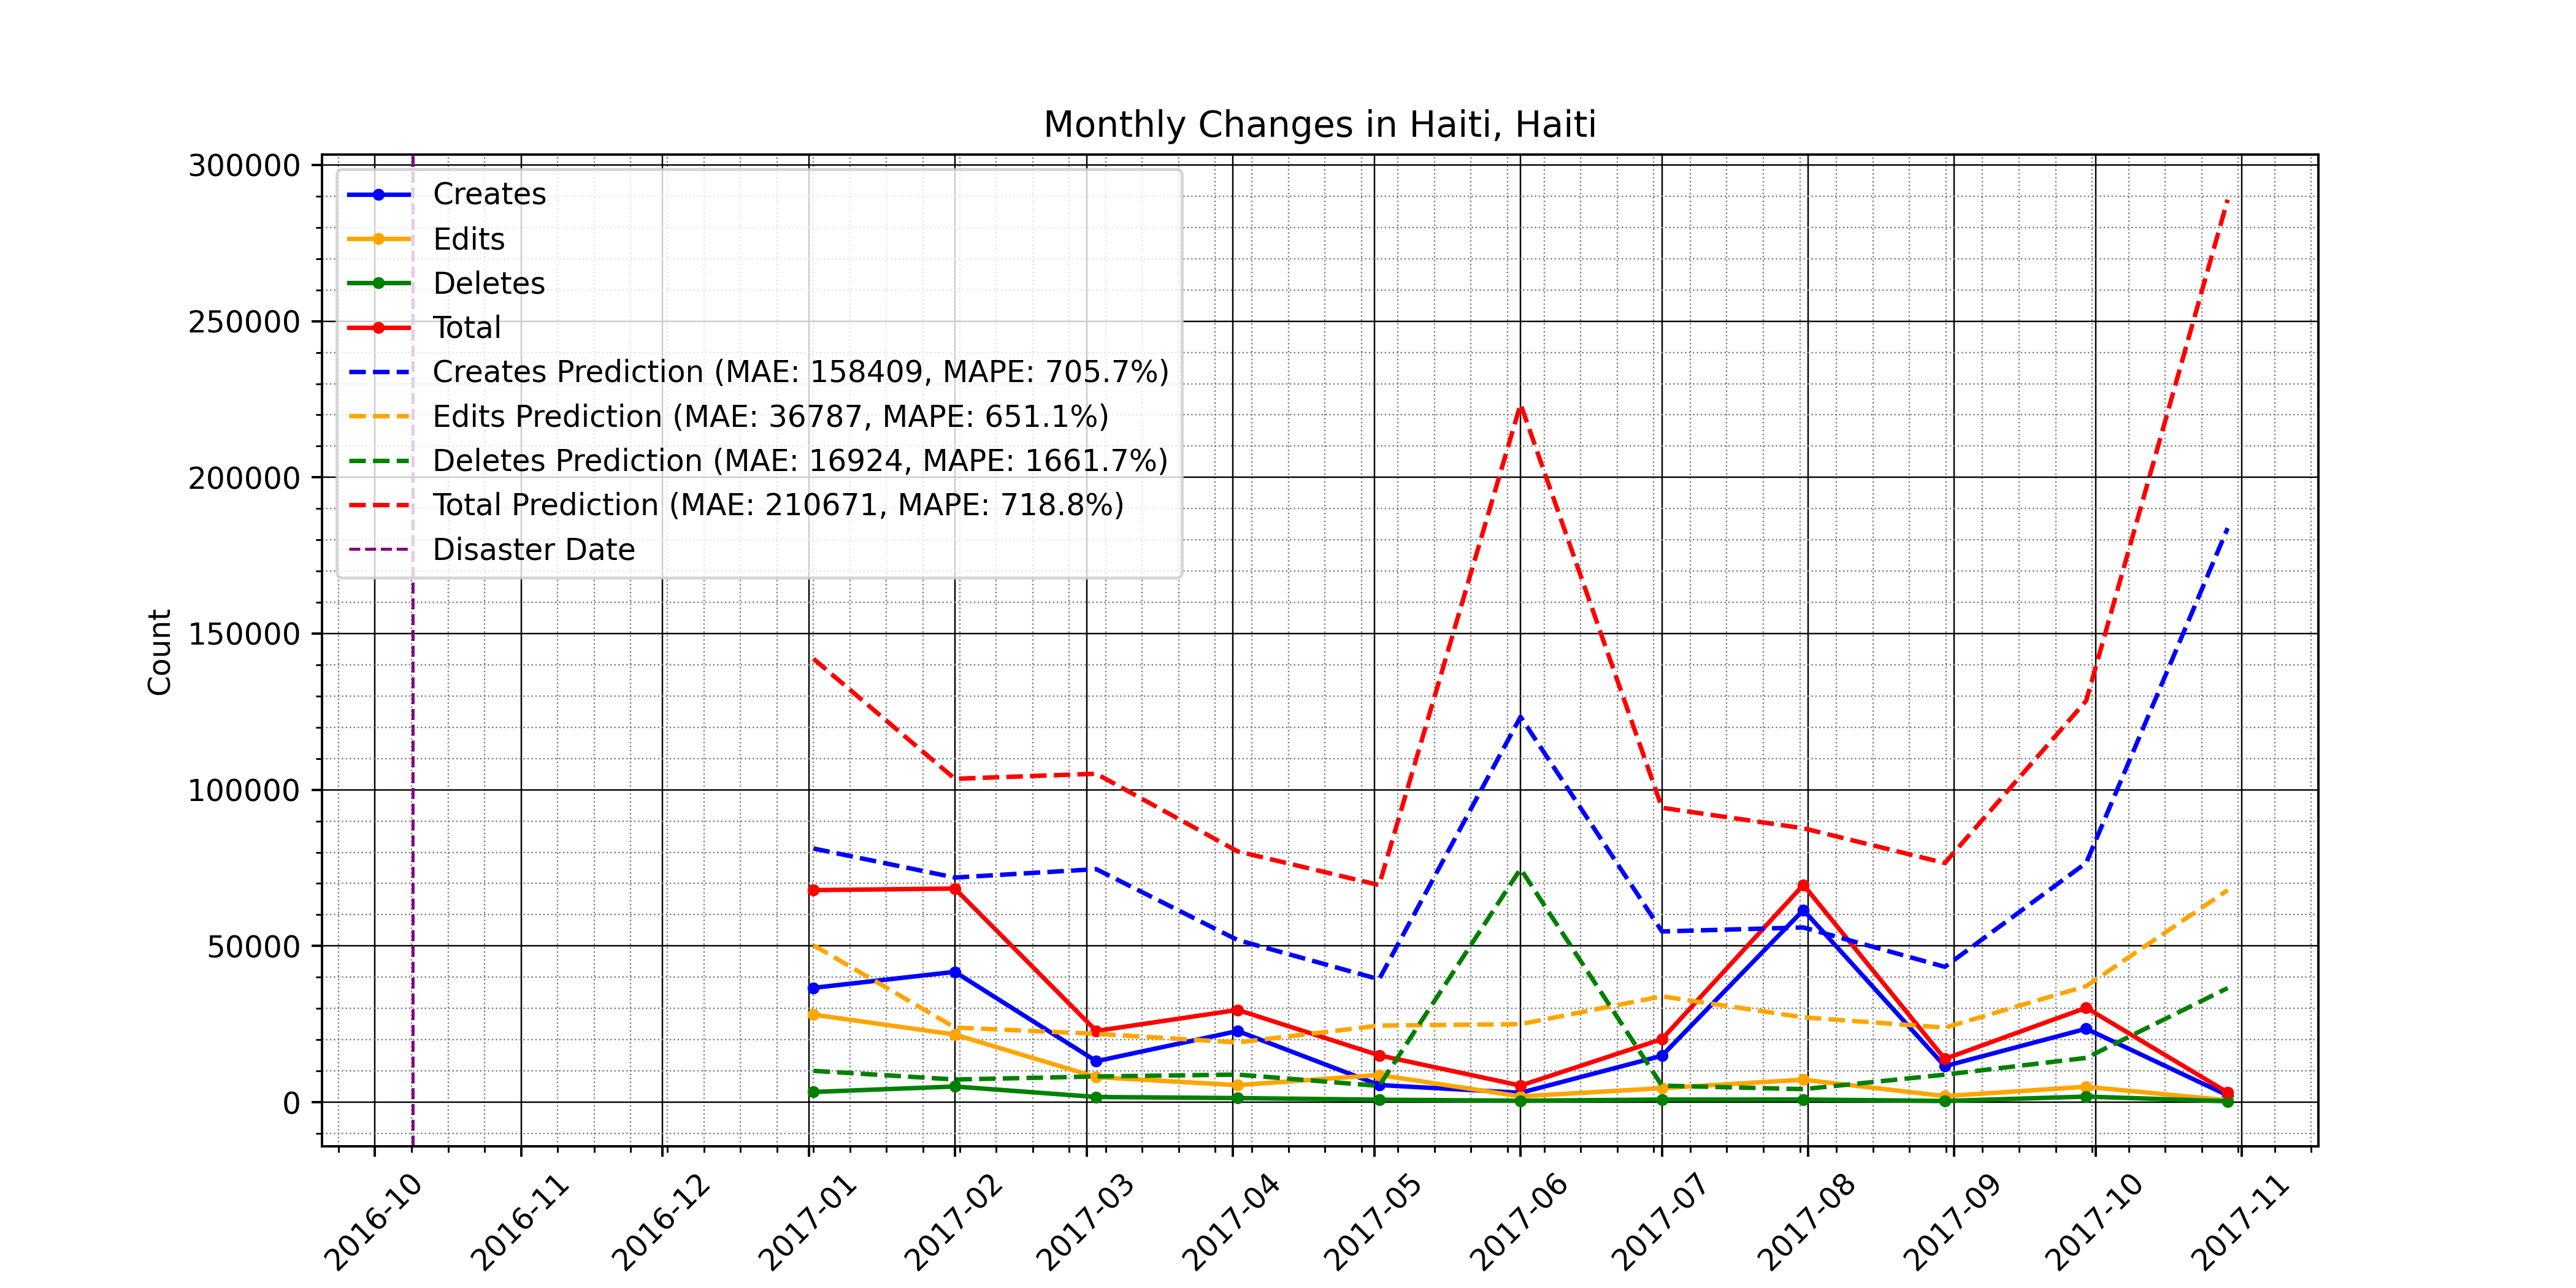 Monthly Changes in Haiti, Haiti
300000
250000
200000
150000
100000
50000
0
Count
Creates
Edits
Deletes
Total
Creates Prediction (MAE: 158409, MAPE: 705.7%)
Edits Prediction (MAE: 36787, MAPE: 651.1%)
Deletes Prediction (MAE: 16924, MAPE: 1661.7%)
Total Prediction (MAE: 210671, MAPE: 718.8%)
Disaster Date
2016-10
2016-11
2016-12
2017-01
2017-02
2017-03
2017-04
2017-05
2017-06
2017-07
2017-08
2017-09
2017-10
2017-11